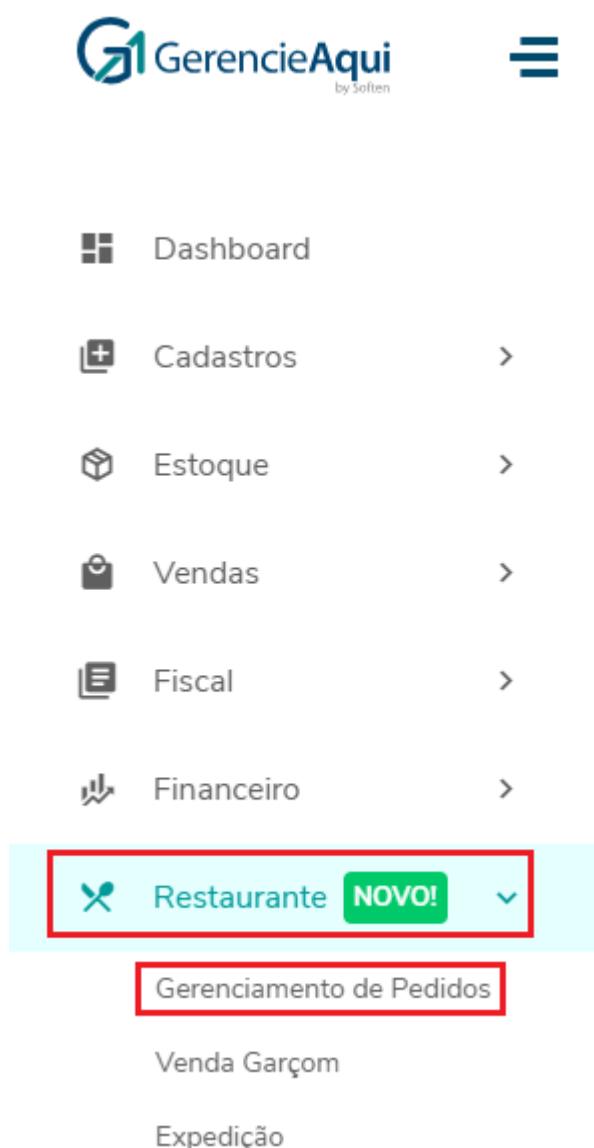 GerencieAqui
by Soften
Dashboard
Cadastros
Estoque
Vendas
Fiscal
Financeiro
Restaurante NOVO!
Gerenciamento de Pedidos
Venda Garçom
Expedição